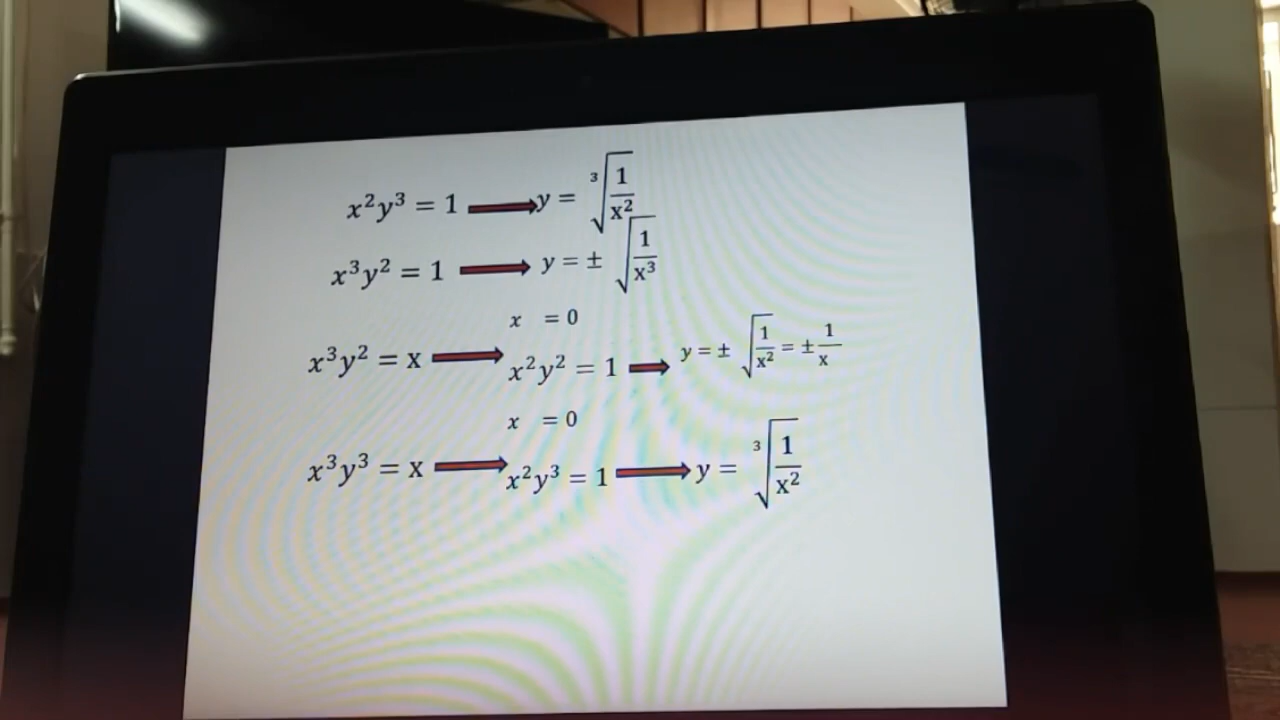 x²y³ = 1 ⟶ y = ∛(1/x²)
x³y² = 1 ⟶ y = ± √(1/x³)
x = 0
x³y² = x ⟶ x²y² = 1 ⟶ y = ± √(1/x²) = ± 1/x
x = 0
x³y³ = x ⟶ x²y³ = 1 ⟶ y = ∛(1/x²)